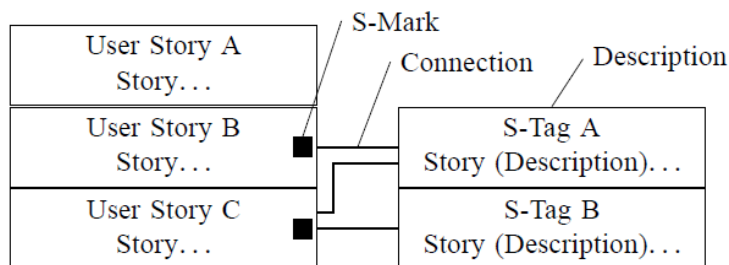 S-Mark
User Story A
Story. . .
Connection
Description
User Story B
Story. . .
S-Tag A
Story (Description). . .
User Story C
Story. . .
S-Tag B
Story (Description). . .